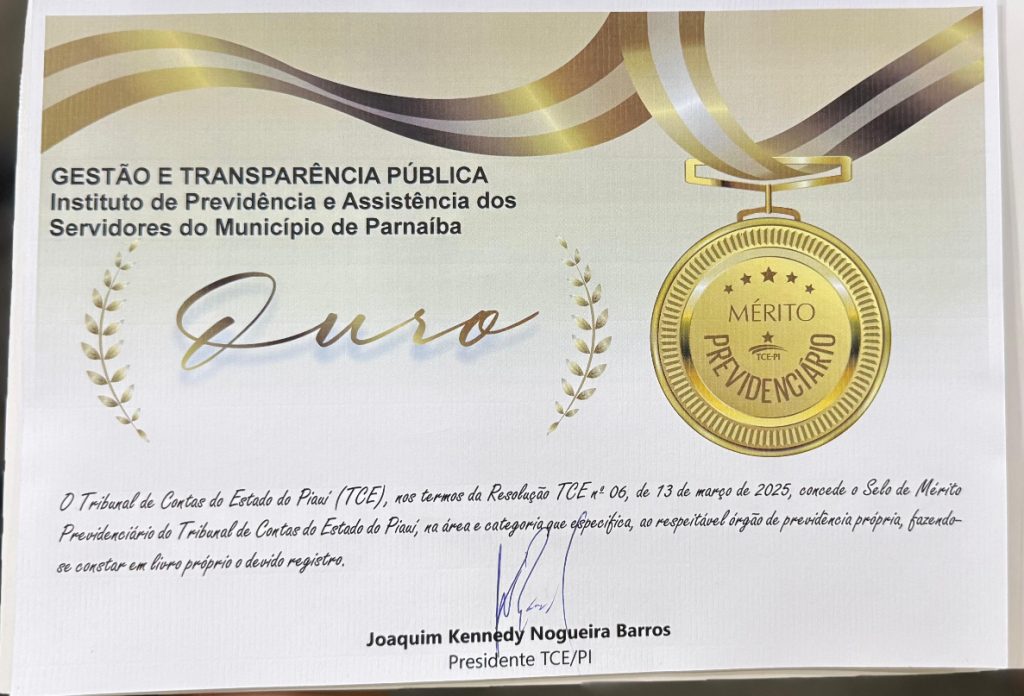 GESTÃO E TRANSPARÊNCIA PÚBLICA
Instituto de Previdência e Assistência dos
Servidores do Município de Parnaíba
Ouro
MÉRITO
TCE-PI
PREVIDENCIÁRIO
O Tribunal de Contas do Estado do Piauí (TCE), nos termos da Resolução TCE nº 06, de 13 de março de 2025, concede o Selo de Mérito
Previdenciário do Tribunal de Contas do Estado do Piauí, na área e categoria que especifica, ao respeitável órgão de previdência própria, fazendo-
se constar em livro próprio o devido registro.
Joaquim Kennedy Nogueira Barros
Presidente TCE/PI